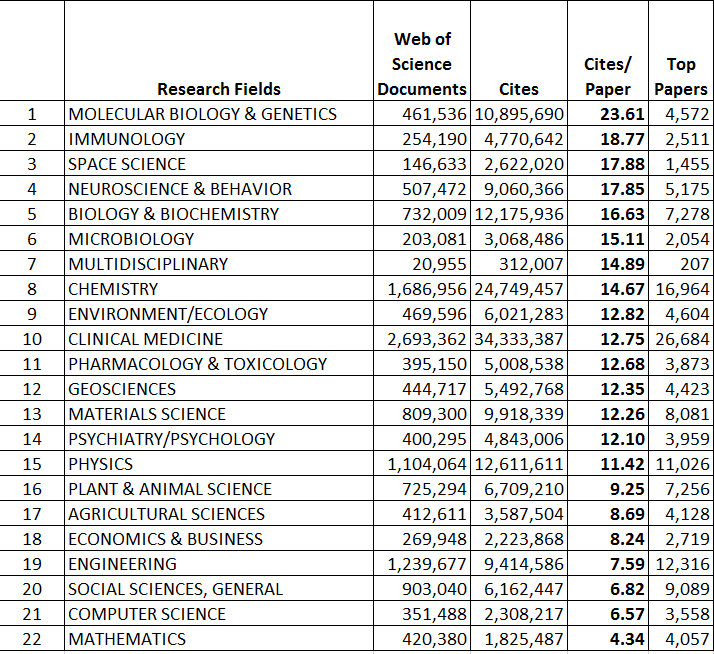 Research Fields Web of Science Documents Cites Cites/ Paper Top Papers
1 MOLECULAR BIOLOGY & GENETICS 461,536 10,895,690 23.61 4,572
2 IMMUNOLOGY 254,190 4,770,642 18.77 2,511
3 SPACE SCIENCE 146,633 2,622,020 17.88 1,455
4 NEUROSCIENCE & BEHAVIOR 507,472 9,060,366 17.85 5,175
5 BIOLOGY & BIOCHEMISTRY 732,009 12,175,936 16.63 7,278
6 MICROBIOLOGY 203,081 3,068,486 15.11 2,054
7 MULTIDISCIPLINARY 20,955 312,007 14.89 207
8 CHEMISTRY 1,686,956 24,749,457 14.67 16,964
9 ENVIRONMENT/ECOLOGY 469,596 6,021,283 12.82 4,604
10 CLINICAL MEDICINE 2,693,362 34,333,387 12.75 26,684
11 PHARMACOLOGY & TOXICOLOGY 395,150 5,008,538 12.68 3,873
12 GEOSCIENCES 444,717 5,492,768 12.35 4,423
13 MATERIALS SCIENCE 809,300 9,918,339 12.26 8,081
14 PSYCHIATRY/PSYCHOLOGY 400,295 4,843,006 12.10 3,959
15 PHYSICS 1,104,064 12,611,611 11.42 11,026
16 PLANT & ANIMAL SCIENCE 725,294 6,709,210 9.25 7,256
17 AGRICULTURAL SCIENCES 412,611 3,587,504 8.69 4,128
18 ECONOMICS & BUSINESS 269,948 2,223,868 8.24 2,719
19 ENGINEERING 1,239,677 9,414,586 7.59 12,316
20 SOCIAL SCIENCES, GENERAL 903,040 6,162,447 6.82 9,089
21 COMPUTER SCIENCE 351,488 2,308,217 6.57 3,558
22 MATHEMATICS 420,380 1,825,487 4.34 4,057